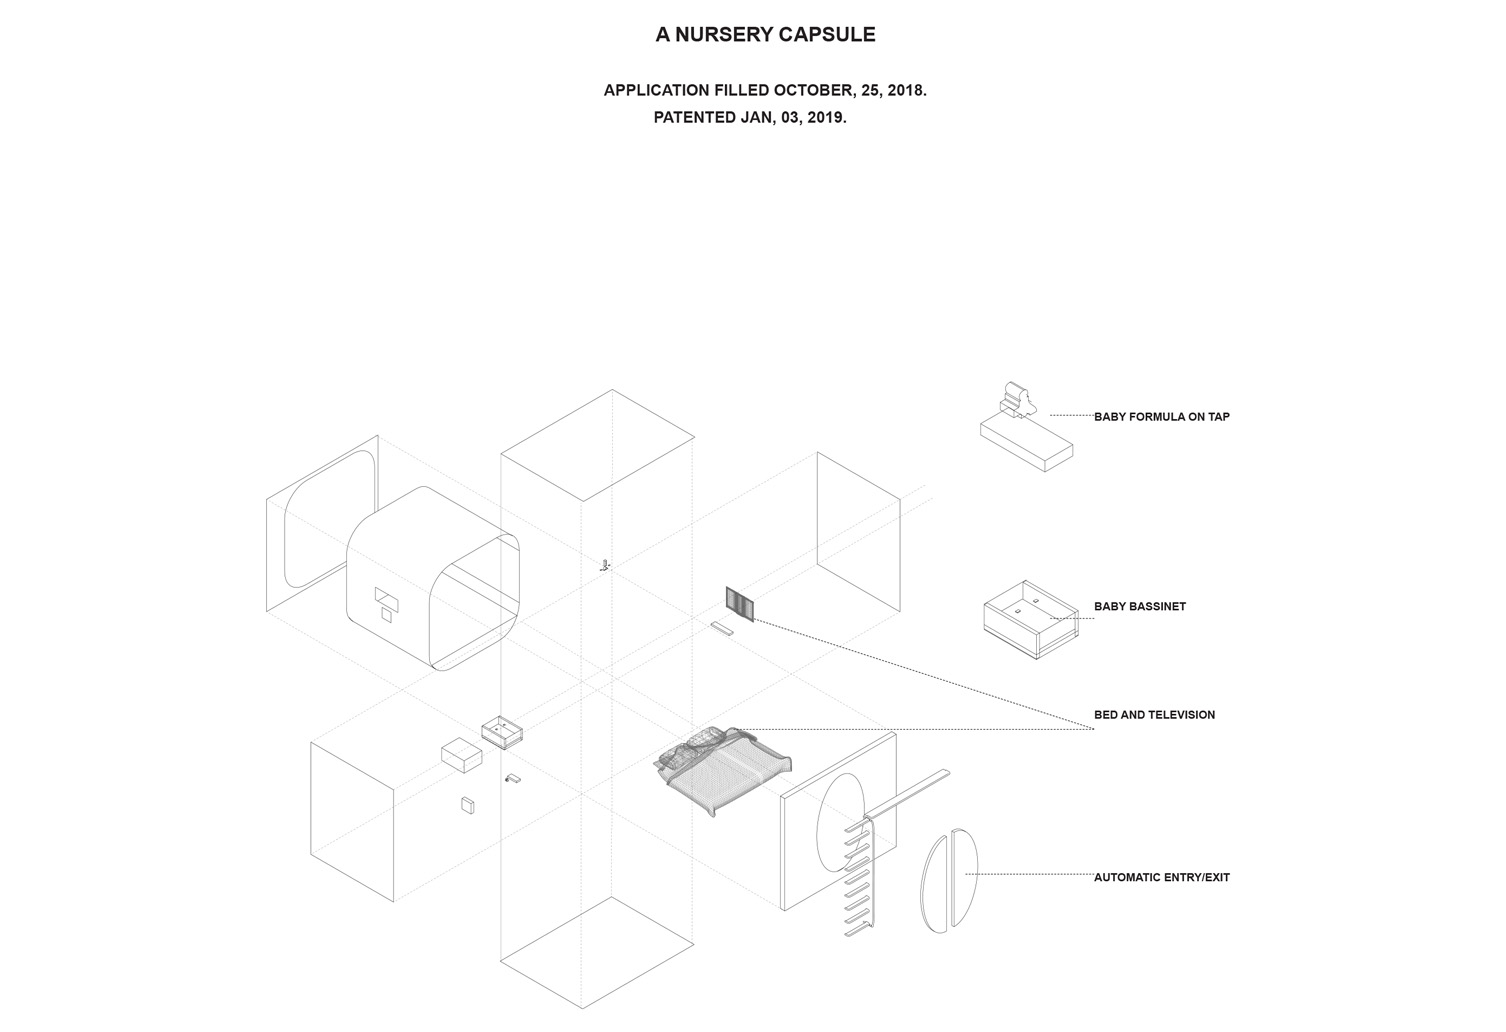 A NURSERY CAPSULE
APPLICATION FILLED OCTOBER, 25, 2018.
PATENTED JAN, 03, 2019.
BABY FORMULA ON TAP
BABY BASSINET
BED AND TELEVISION
AUTOMATIC ENTRY/EXIT